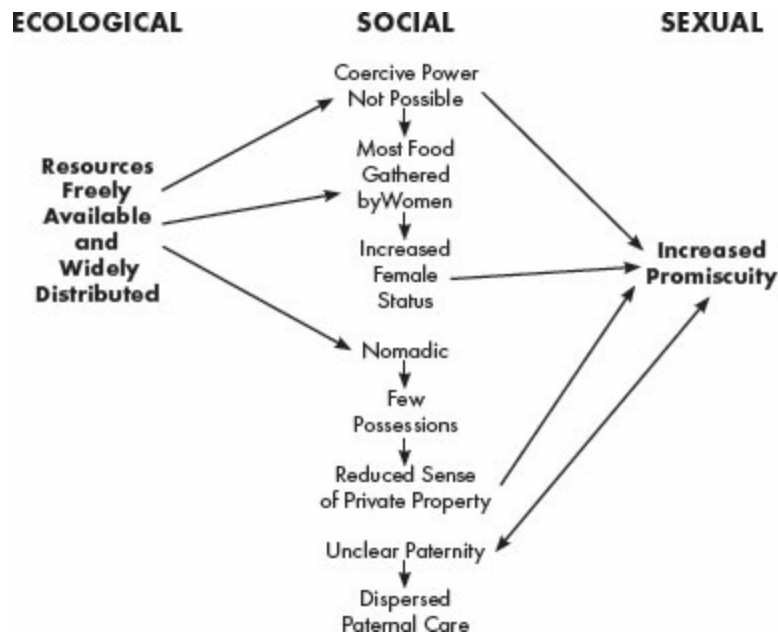 ECOLOGICAL SOCIAL SEXUAL
Coercive Power
Not Possible
Most Food
Gathered
byWomen
Increased
Female
Status
Resources
Freely
Available
and
Widely
Distributed
Increased
Promiscuity
Nomadic
Few
Possessions
Reduced Sense
of Private Property
Unclear Paternity
Dispersed
Paternal Care